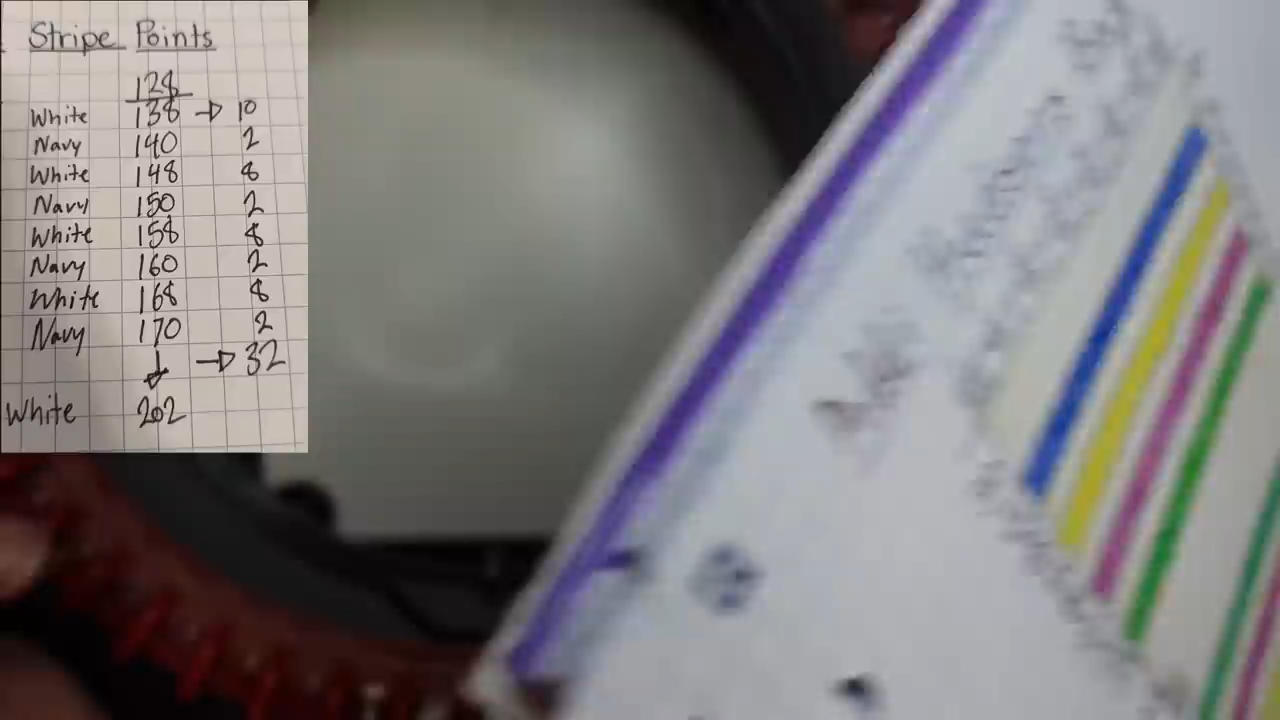 Stripe Points
128
White 138 → 10
Navy 140 2
White 148 8
Navy 150 2
White 158 8
Navy 160 2
White 168 8
Navy 170 2
↓ → 32
White 202